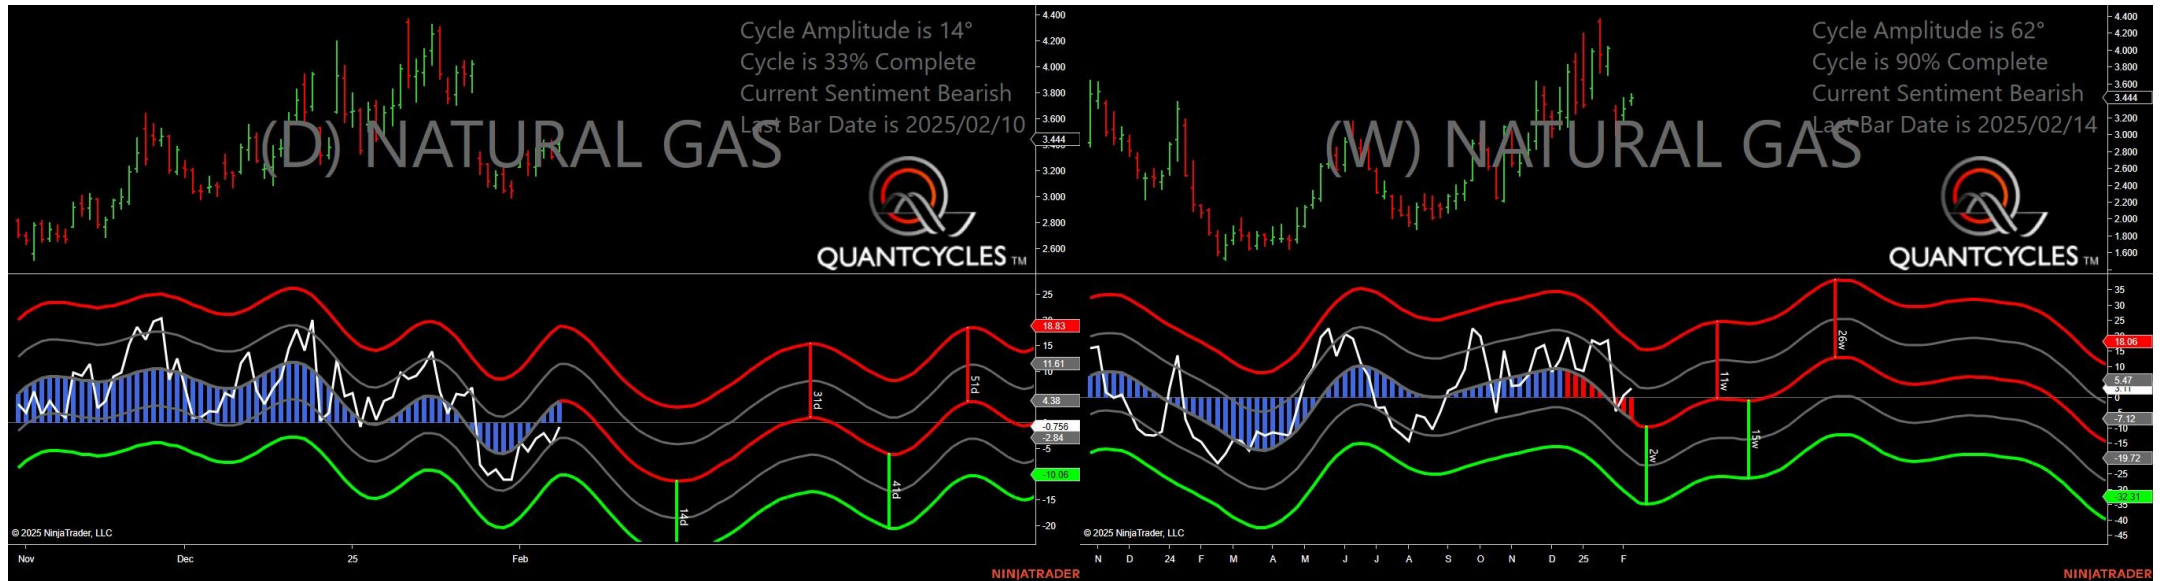 Cycle Amplitude is 14°
Cycle is 33% Complete
Current Sentiment Bearish
Last Bar Date is 2025/02/10
(D) NATURAL GAS
QUANTCYCLES TM
4.400
4.200
4.000
3.800
3.600
3.444
3.200
3.000
2.800
2.600
25
18.83
15
11.61
10
4.38
-0.756
-2.84
-5
-10.06
-15
-20
14d
31d
41d
51d
© 2025 NinjaTrader, LLC
Nov Dec 25 Feb
NINJATRADER
Cycle Amplitude is 62°
Cycle is 90% Complete
Current Sentiment Bearish
Last Bar Date is 2025/02/14
(W) NATURAL GAS
QUANTCYCLES TM
4.400
4.200
4.000
3.800
3.600
3.444
3.200
3.000
2.800
2.600
2.400
2.200
2.000
1.800
1.600
35
30
25
18.06
15
10
5.47
0
-7.12
-10
-15
-19.72
-25
-32.31
-35
-40
-45
2w
11w
15w
26w
© 2025 NinjaTrader, LLC
N D 24 F M A M J J A S O N D 25 F
NINJATRADER